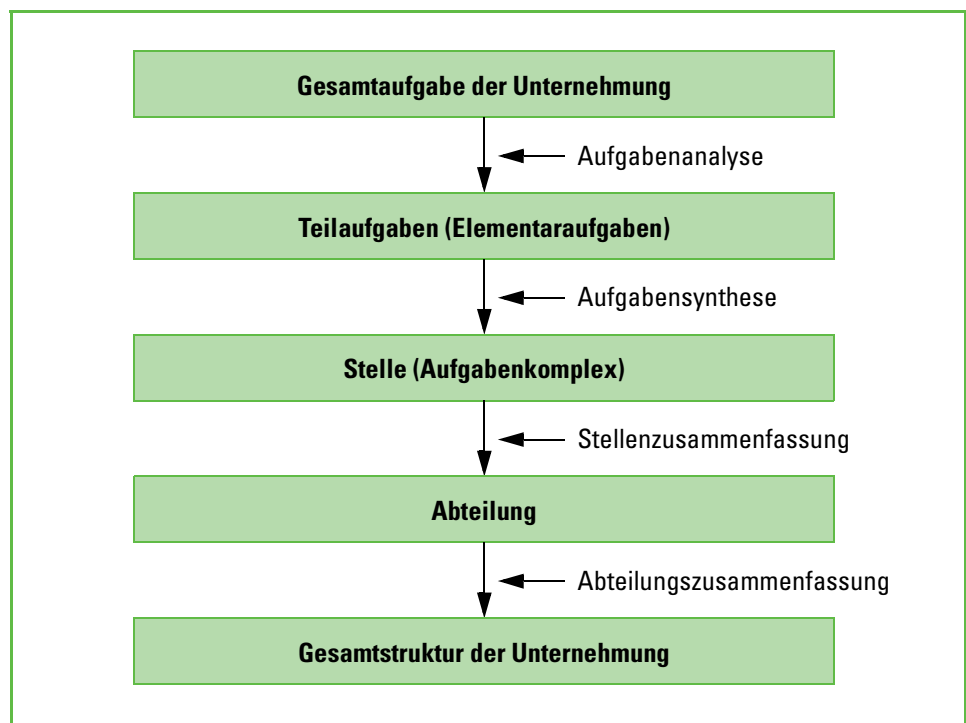 Gesamtaufgabe der Unternehmung
Aufgabenanalyse
Teilaufgaben (Elementaraufgaben)
Aufgabensynthese
Stelle (Aufgabenkomplex)
Stellenzusammenfassung
Abteilung
Abteilungszusammenfassung
Gesamtstruktur der Unternehmung